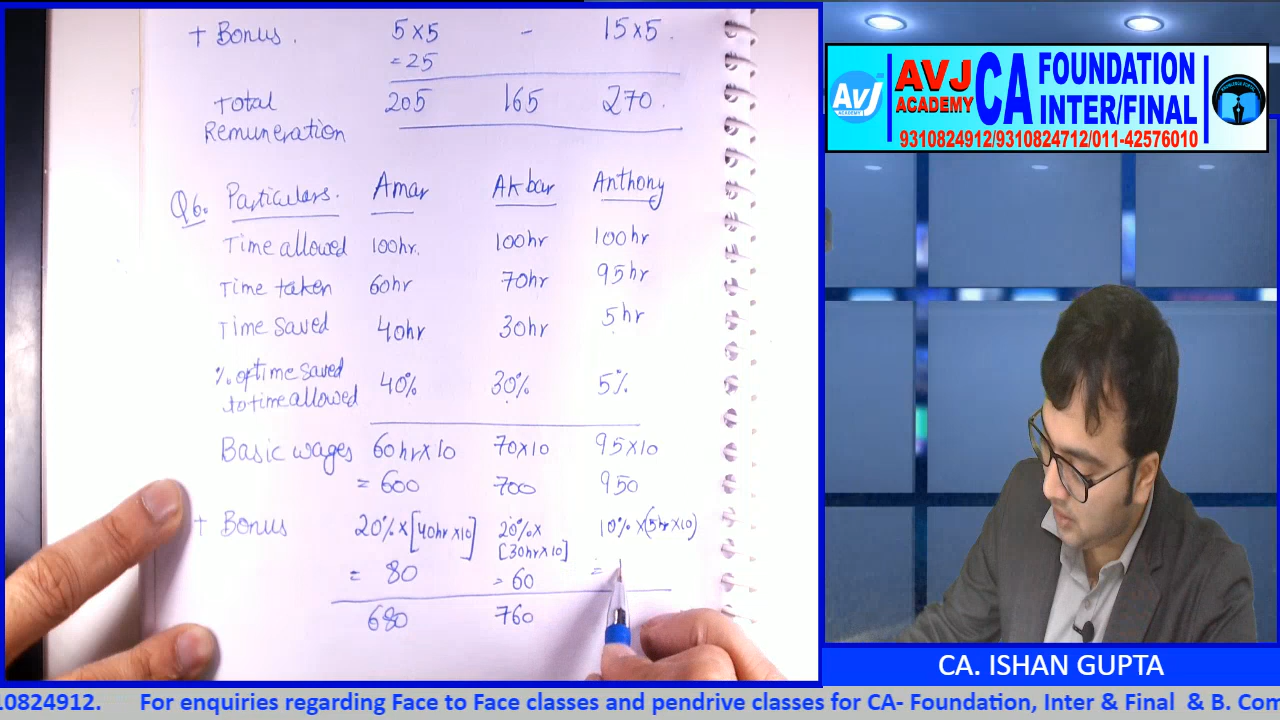 + Bonus. 5×5 - 15×5.
= 25
Total 205 165 270.
Remuneration
Q6. Particulars. Amar Akbar Anthony
Time allowed 100hr. 100hr 100hr
Time taken 60hr 70hr 95hr
Time saved 40hr 30hr 5hr
% of time saved
to time allowed 40% 30% 5%
Basic wages 60hr×10 70×10 95×10
= 600 700 950
+ Bonus 20%×[40hr×10] 20%× 10%×(5hr×10)
[30hr×10]
= 80 = 60 =
680 760
AVJ
ACADEMY
AVJ
ACADEMY
CA
FOUNDATION
INTER/FINAL
9310824912/9310824712/011-42576010
CA. ISHAN GUPTA
10824912. For enquiries regarding Face to Face classes and pendrive classes for CA- Foundation, Inter & Final & B. Con